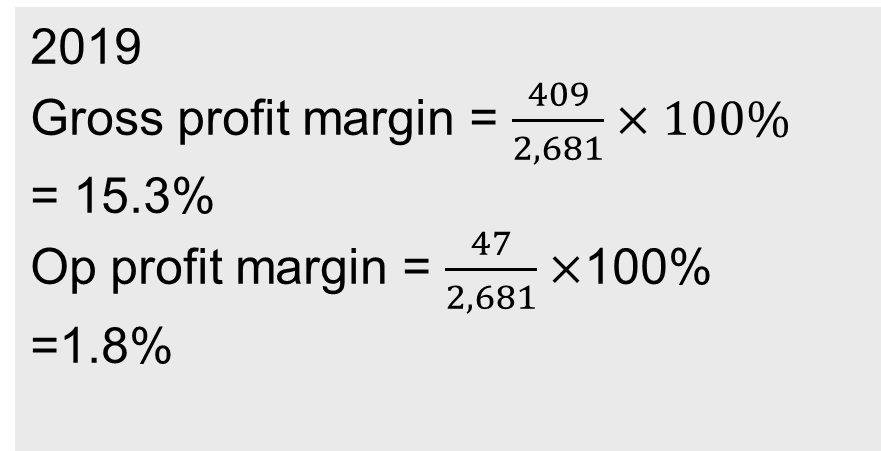 2019
Gross profit margin = 409/2,681 × 100%
= 15.3%
Op profit margin = 47/2,681 ×100%
=1.8%